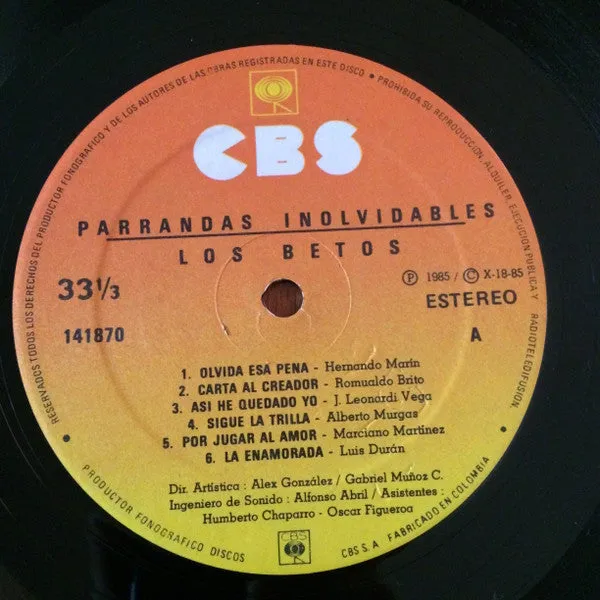 RESERVADOS TODOS LOS DERECHOS DEL PRODUCTOR FONOGRAFICO Y DE LOS AUTORES DE LAS OBRAS REGISTRADAS EN ESTE DISCO • PROHIBIDA SU REPRODUCCION, ALQUILER, EJECUCION PUBLICA Y RADIOTELEDIFUSION.
CBS
PARRANDAS INOLVIDABLES
LOS BETOS
33 1/3
Ⓟ 1985 / © X-18-85
ESTEREO
141870
A
1. OLVIDA ESA PENA - Hernando Marín
2. CARTA AL CREADOR - Romualdo Brito
3. ASI HE QUEDADO YO - J. Leonardi Vega
4. SIGUE LA TRILLA - Alberto Murgas
5. POR JUGAR AL AMOR - Marciano Martínez
6. LA ENAMORADA - Luis Durán
Dir. Artística : Alex González / Gabriel Muñoz C.
Ingeniero de Sonido : Alfonso Abril / Asistentes :
Humberto Chaparro - Oscar Figueroa
CBS
PRODUCTOR FONOGRAFICO DISCOS CBS S.A. FABRICADO EN COLOMBIA